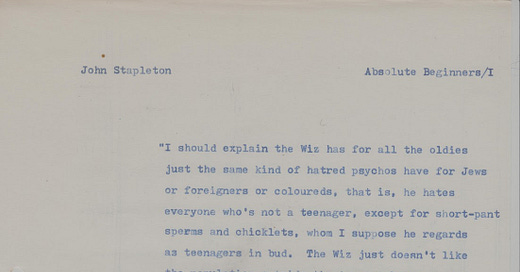 John Stapleton Absolute Beginners/I
"I should explain the Wiz has for all the oldies
just the same kind of hatred psychos have for Jews
or foreigners or coloureds, that is, he hates
everyone who's not a teenager, except for short-pant
sperms and chicklets, whom I suppose he regards
as teenagers in bud. The Wiz just doesn't like